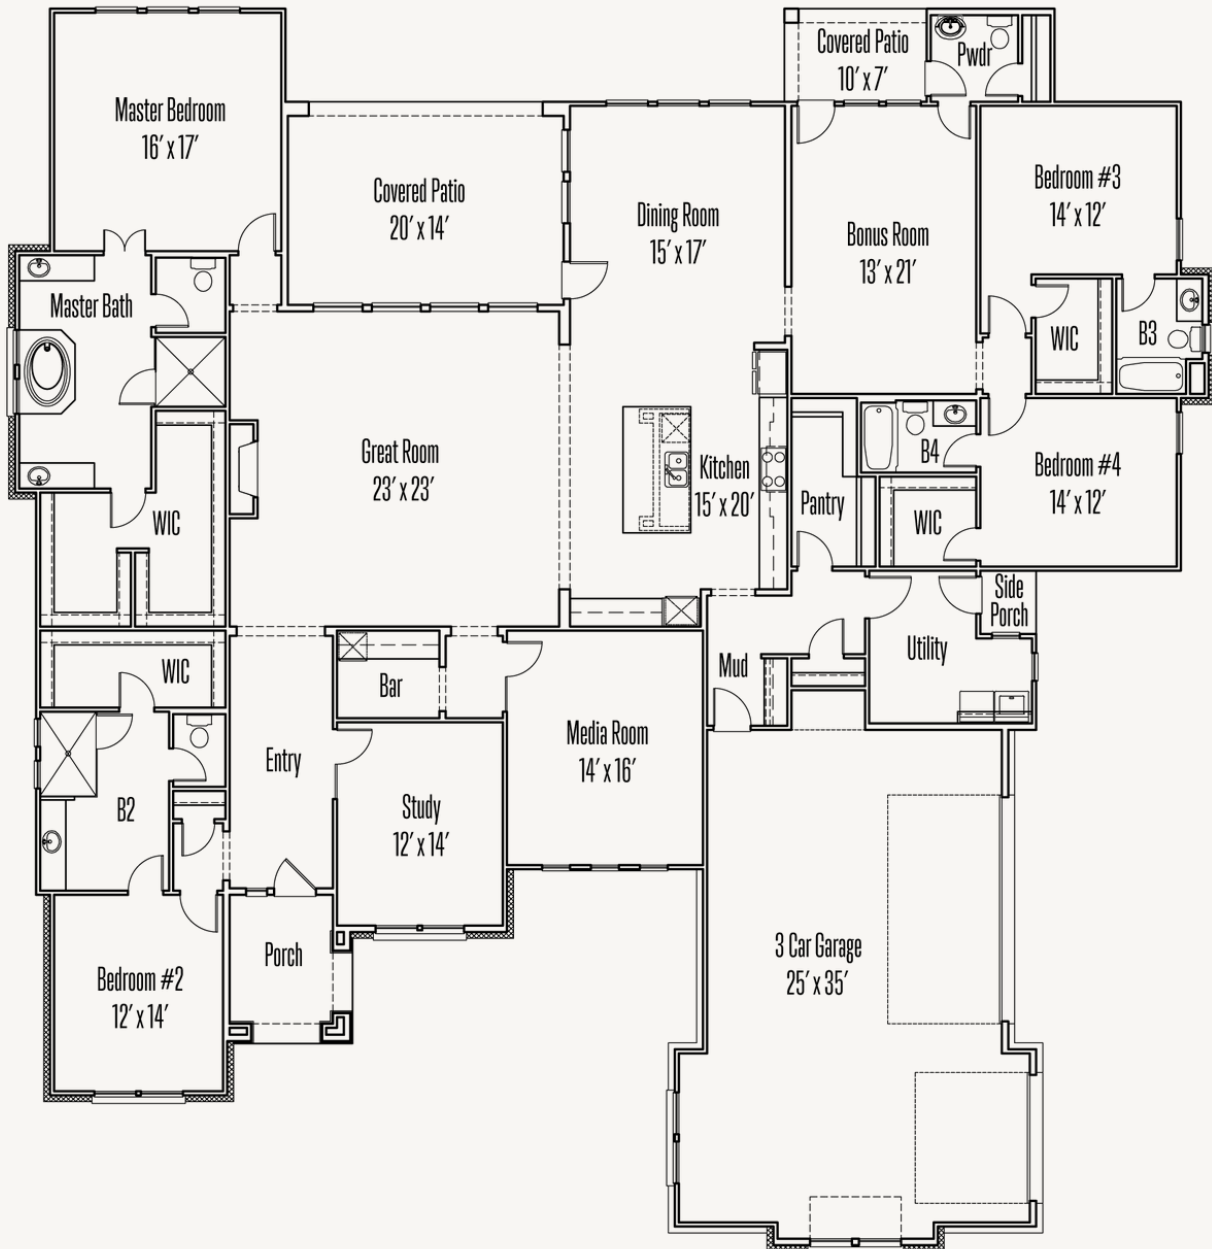 Covered Patio
10' x 7'
Pwdr
Master Bedroom
16' x 17'
Covered Patio
20' x 14'
Dining Room
15' x 17'
Bonus Room
13' x 21'
Bedroom #3
14' x 12'
Master Bath
WIC
B3
Great Room
23' x 23'
Kitchen
15' x 20'
Pantry
B4
Bedroom #4
14' x 12'
WIC
WIC
Side
Porch
Utility
Mud
WIC
Bar
Media Room
14' x 16'
Entry
Study
12' x 14'
B2
Porch
3 Car Garage
25' x 35'
Bedroom #2
12' x 14'